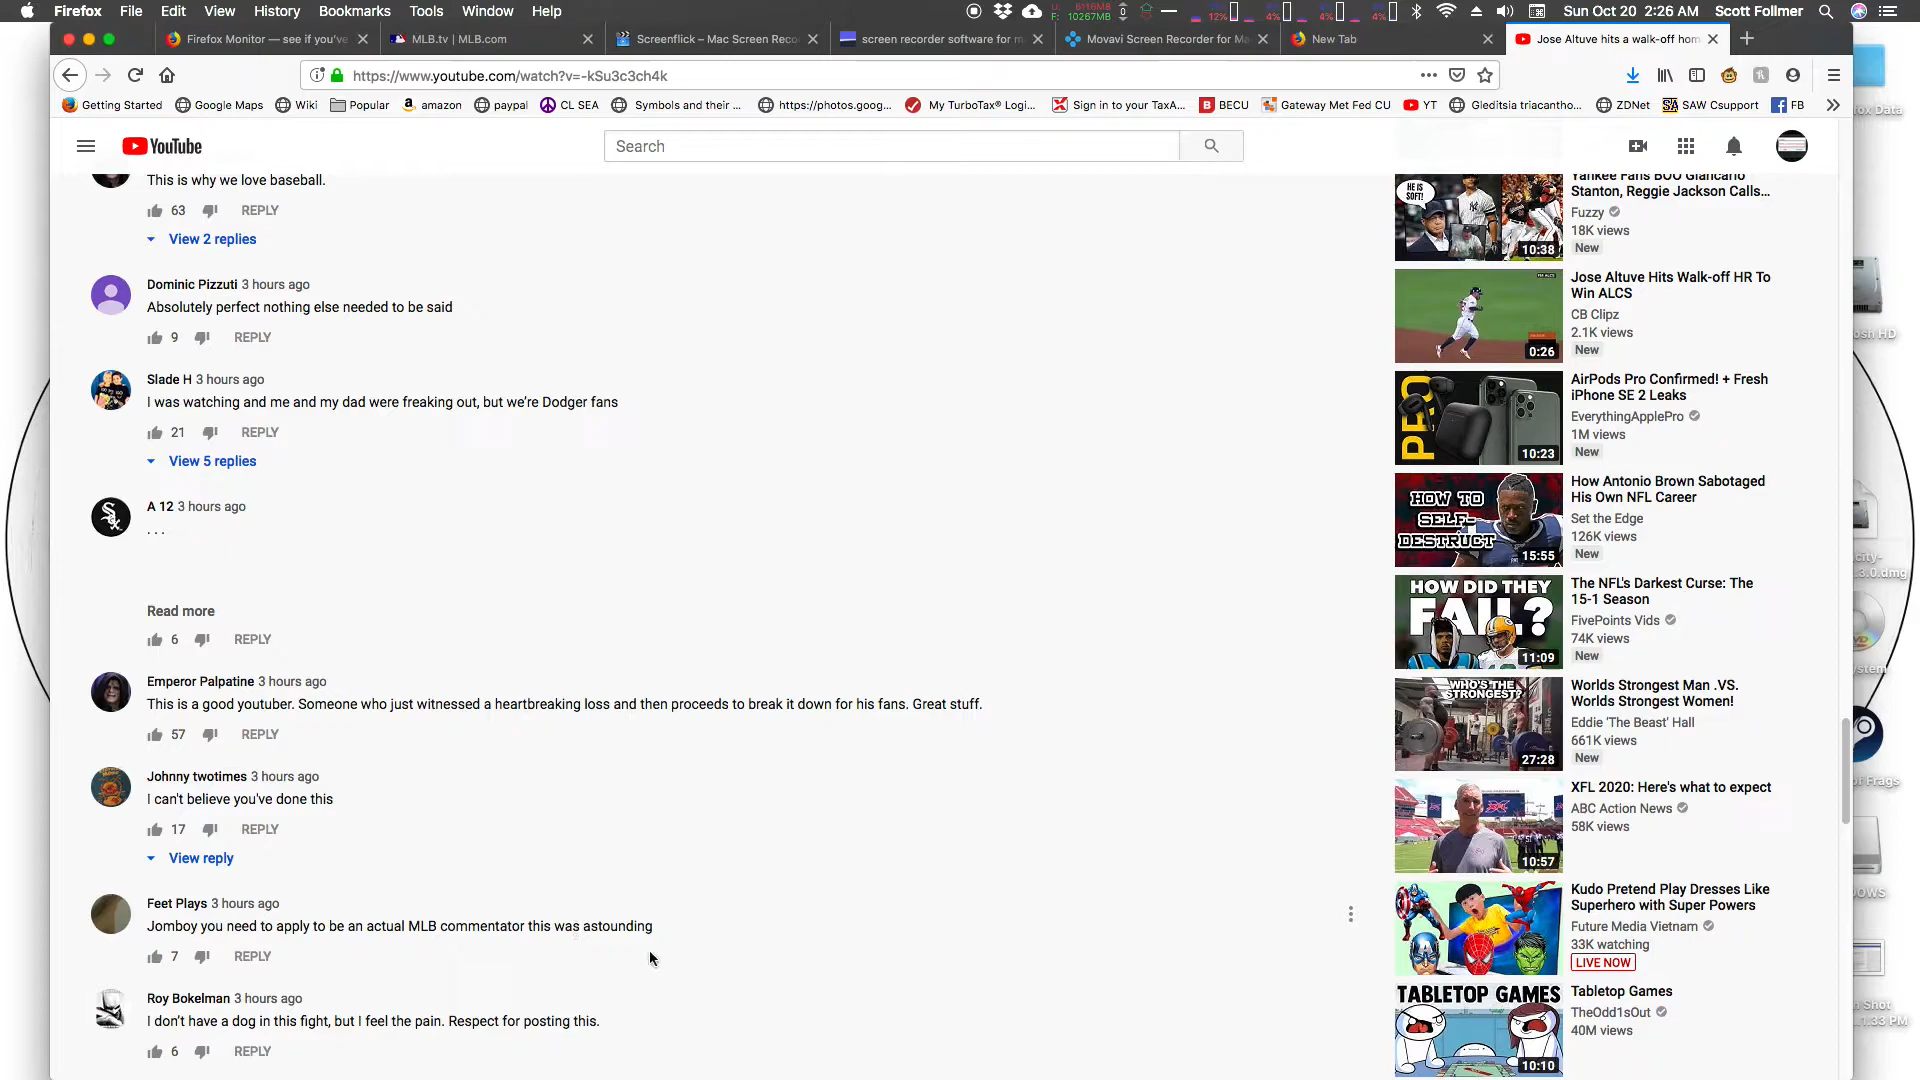 Firefox File Edit View History Bookmarks Tools Window Help
Sun Oct 20 2:26 AM Scott Follmer
Firefox Monitor — see if you've
MLB.tv | MLB.com
Screenflick – Mac Screen Reco
screen recorder software for m
Movavi Screen Recorder for Ma
New Tab
Jose Altuve hits a walk-off hom
https://www.youtube.com/watch?v=-kSu3c3ch4k
Getting Started Google Maps Wiki Popular amazon paypal CL SEA Symbols and their ... https://photos.goog... My TurboTax® Logi... Sign in to your TaxA... BECU Gateway Met Fed CU YT Gleditsia triacantho... ZDNet SAW Csupport FB
YouTube
Search
This is why we love baseball.
63 REPLY
View 2 replies
Dominic Pizzuti 3 hours ago
Absolutely perfect nothing else needed to be said
9 REPLY
Slade H 3 hours ago
I was watching and me and my dad were freaking out, but we're Dodger fans
21 REPLY
View 5 replies
A 12 3 hours ago
. . .
Read more
6 REPLY
Emperor Palpatine 3 hours ago
This is a good youtuber. Someone who just witnessed a heartbreaking loss and then proceeds to break it down for his fans. Great stuff.
57 REPLY
Johnny twotimes 3 hours ago
I can't believe you've done this
17 REPLY
View reply
Feet Plays 3 hours ago
Jomboy you need to apply to be an actual MLB commentator this was astounding
7 REPLY
Roy Bokelman 3 hours ago
I don't have a dog in this fight, but I feel the pain. Respect for posting this.
6 REPLY
HE IS SOFT!
10:38
Yankee Fans BOO Giancarlo
Stanton, Reggie Jackson Calls...
Fuzzy
18K views
New
0:26
Jose Altuve Hits Walk-off HR To
Win ALCS
CB Clipz
2.1K views
New
PRO
10:23
AirPods Pro Confirmed! + Fresh
iPhone SE 2 Leaks
EverythingApplePro
1M views
New
HOW TO
SELF-
DESTRUCT
15:55
How Antonio Brown Sabotaged
His Own NFL Career
Set the Edge
126K views
New
HOW DID THEY
FAIL?
11:09
The NFL's Darkest Curse: The
15-1 Season
FivePoints Vids
74K views
New
WHO'S THE
STRONGEST?
27:28
Worlds Strongest Man .VS.
Worlds Strongest Women!
Eddie 'The Beast' Hall
661K views
New
10:57
XFL 2020: Here's what to expect
ABC Action News
58K views
Kudo Pretend Play Dresses Like
Superhero with Super Powers
Future Media Vietnam
33K watching
LIVE NOW
TABLETOP GAMES
10:10
Tabletop Games
TheOdd1sOut
40M views